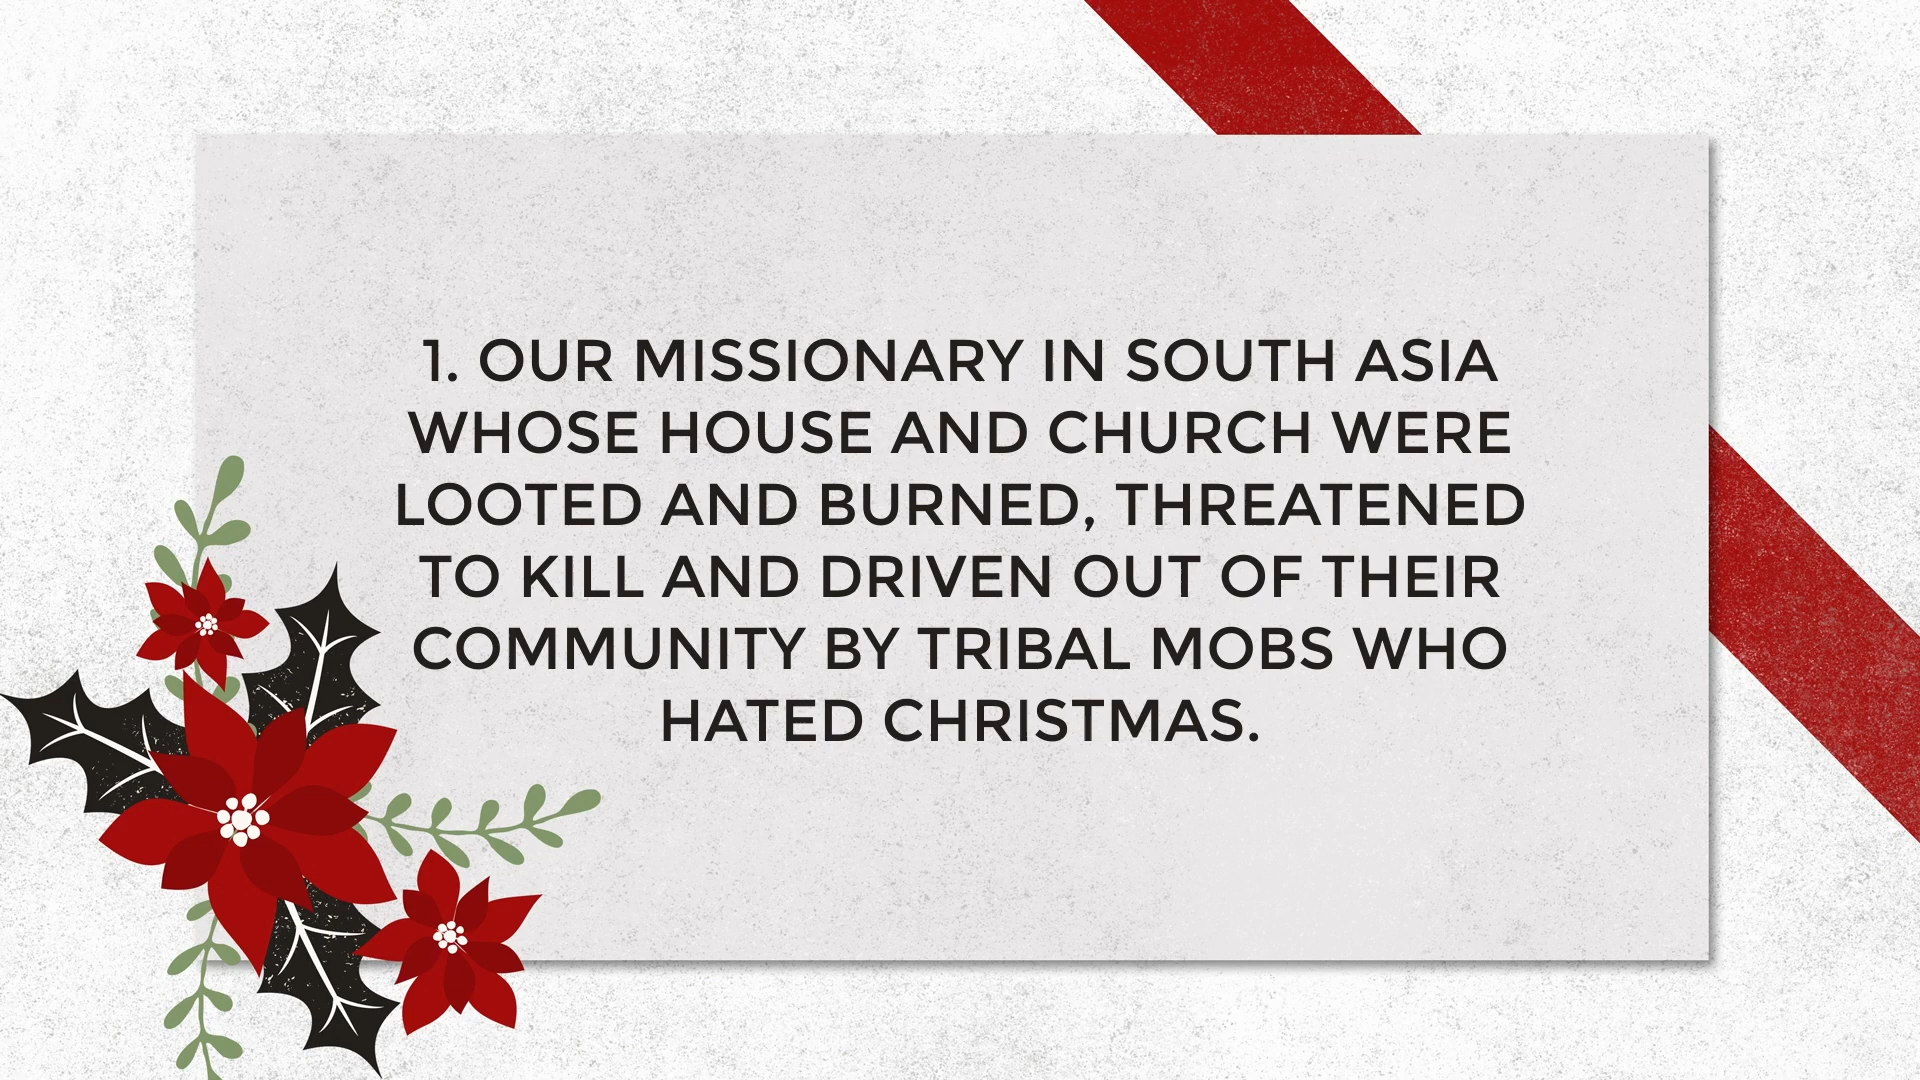 1. OUR MISSIONARY IN SOUTH ASIA
WHOSE HOUSE AND CHURCH WERE
LOOTED AND BURNED, THREATENED
TO KILL AND DRIVEN OUT OF THEIR
COMMUNITY BY TRIBAL MOBS WHO
HATED CHRISTMAS.